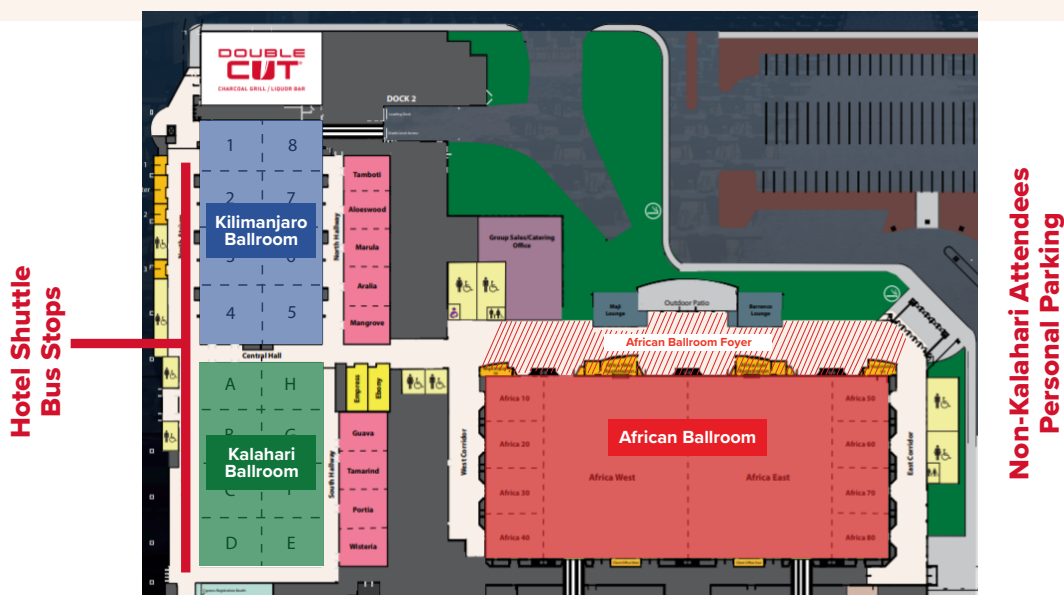 DOUBLE
CUT
CHARCOAL GRILL / LIQUOR BAR
DOCK 2
1
8
2
7
Kilimanjaro
Ballroom
4
5
North Hallway
Tamboti
Aloeswood
Marula
Aralia
Mangrove
Group Sales/Catering
Office
Maji
Lounge
Outdoor Patio
Baraza
Lounge
African Ballroom Foyer
Central Hall
Hotel Shuttle
Bus Stops
Non-Kalahari Attendees
Personal Parking
A
H
Kalahari
Ballroom
D
E
South Hallway
Empress
Ebony
Guava
Tamarind
Portia
Wistaria
West Corridor
Africa 10
Africa 20
Africa 30
Africa 40
African Ballroom
Africa West
Africa East
Africa 50
Africa 60
Africa 70
Africa 80
East Corridor